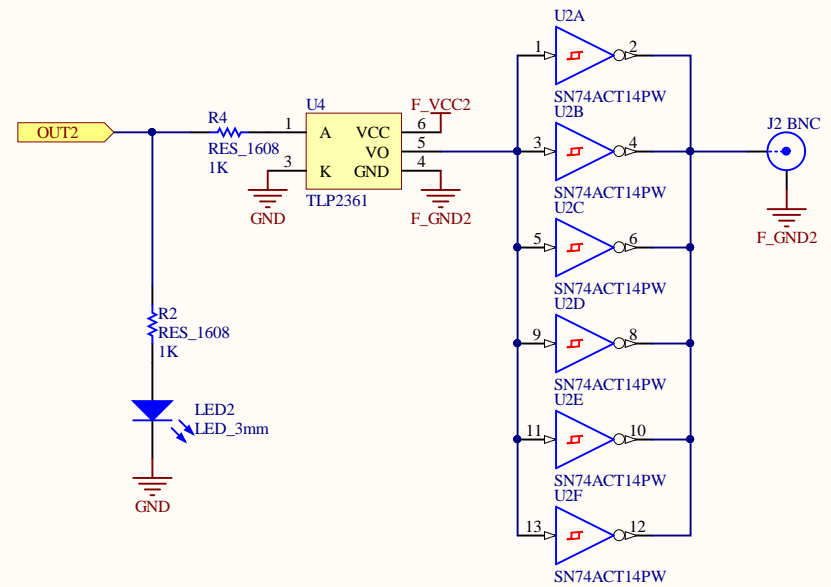 U2A
1
2
SN74ACT14PW
OUT2
R4
RES_1608
1K
U4
1
A
VCC
6
F_VCC2
VO
5
3
K
GND
4
TLP2361
GND
F_GND2
U2B
3
4
SN74ACT14PW
J2 BNC
F_GND2
U2C
5
6
SN74ACT14PW
R2
RES_1608
1K
U2D
9
8
SN74ACT14PW
LED2
LED_3mm
GND
U2E
11
10
SN74ACT14PW
U2F
13
12
SN74ACT14PW